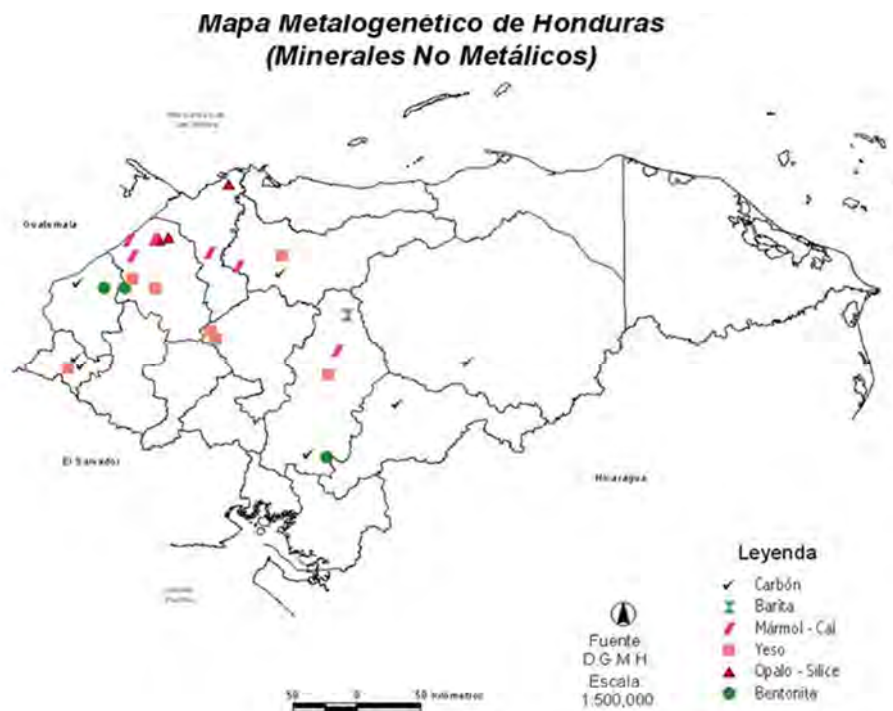 Mapa Metalogenético de Honduras
(Minerales No Metálicos)
Guatemala
El Salvador
Nicaragua
Leyenda
Carbón
Barita
Mármol - Cal
Yeso
Opalo - Silice
Bentonita
Fuente
D.G M H
Escala:
1:500,000
50 0 50 Kilómetros